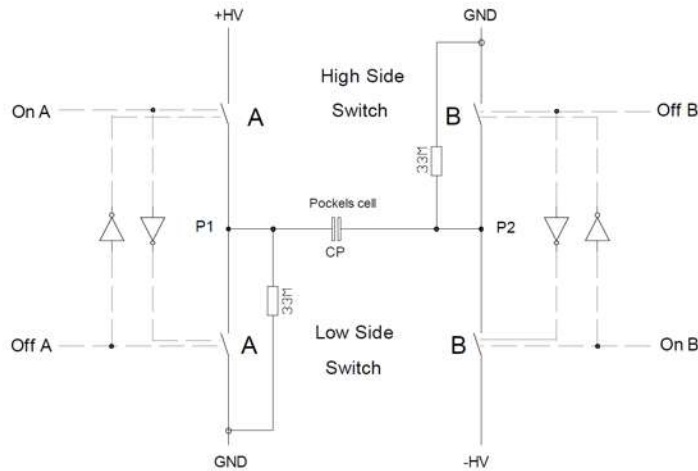 +HV
GND
High Side
Switch
On A
A
B
Off B
33M
Pockels cell
P1
P2
CP
33M
Low Side
Switch
Off A
A
B
On B
GND
-HV